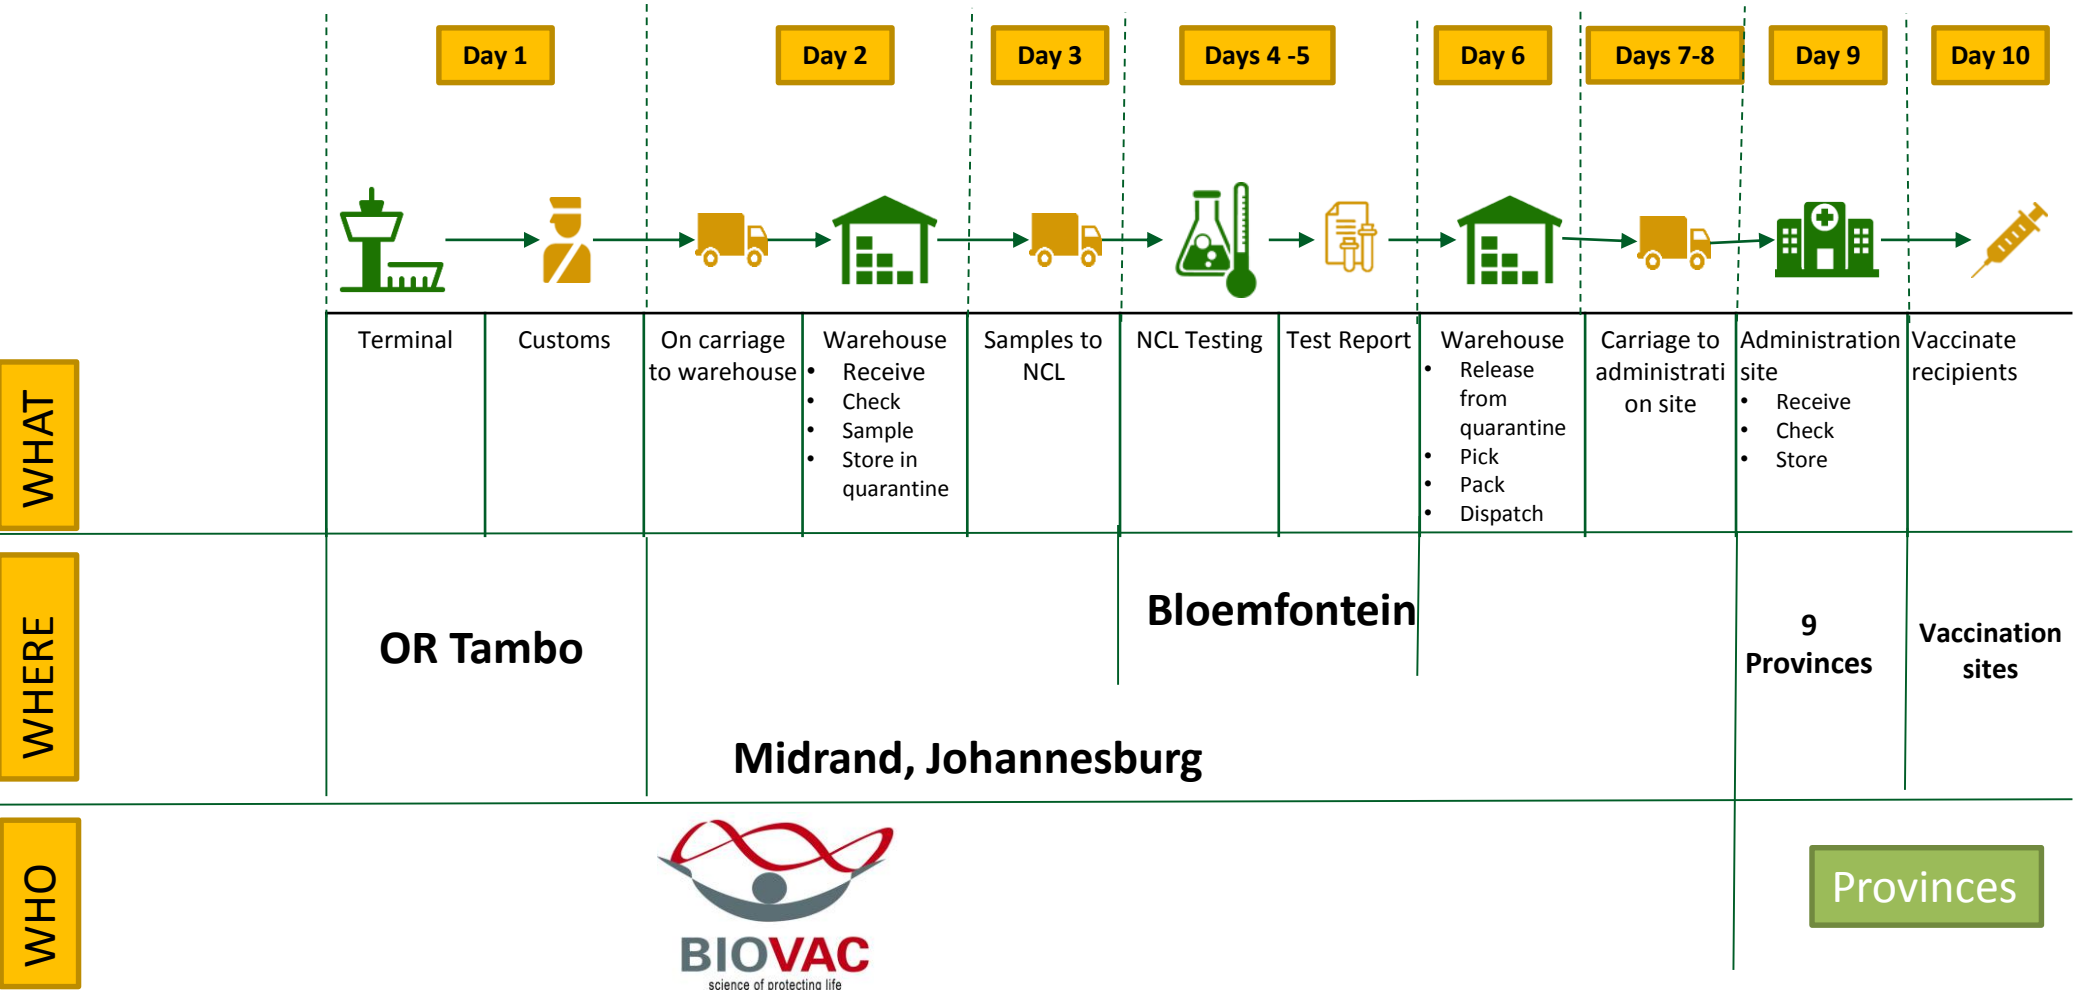 Day 1
Day 2
Day 3
Days 4 -5
Day 6
Days 7-8
Day 9
Day 10
WHAT
Terminal
Customs
On carriage
to warehouse
Warehouse
• Receive
• Check
• Sample
• Store in
quarantine
Samples to
NCL
NCL Testing
Test Report
Warehouse
• Release
from
quarantine
• Pick
• Pack
• Dispatch
Carriage to
administrati
on site
Administration
site
• Receive
• Check
• Store
Vaccinate
recipients
WHERE
OR Tambo
Midrand, Johannesburg
Bloemfontein
9
Provinces
Vaccination
sites
WHO
BIOVAC
science of protecting life
Provinces